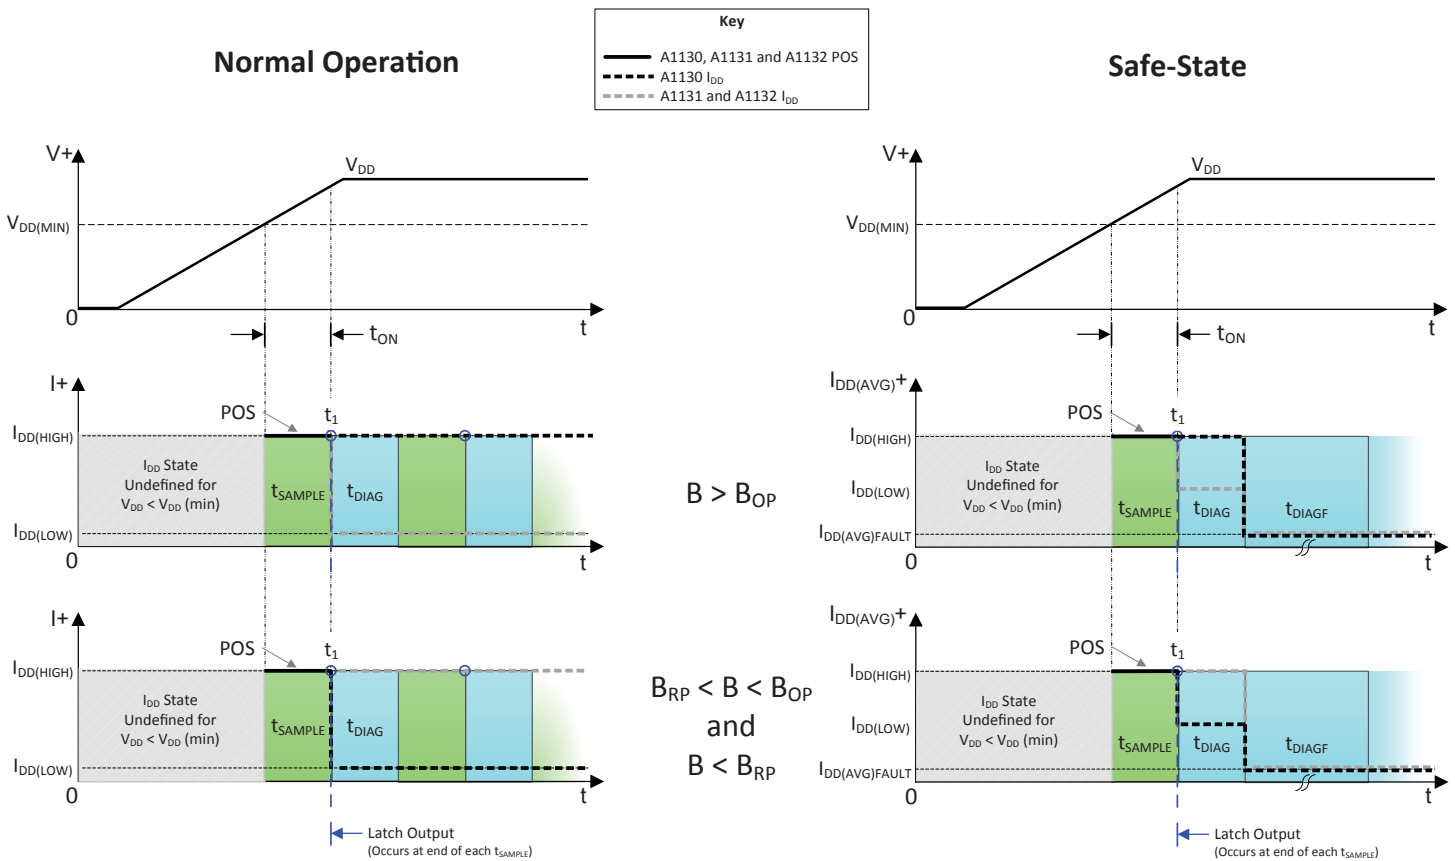 Key
A1130, A1131 and A1132 POS
A1130 IDD
A1131 and A1132 IDD
Normal Operation
Safe-State
V+
VDD
VDD(MIN)
0
t
tON
I+
POS
t1
IDD(HIGH)
IDD State
Undefined for
VDD < VDD (min)
tSAMPLE
tDIAG
IDD(LOW)
0
t
I+
POS
t1
IDD(HIGH)
IDD State
Undefined for
VDD < VDD (min)
tSAMPLE
tDIAG
IDD(LOW)
0
t
Latch Output
(Occurs at end of each tSAMPLE)
B > BOP
BRP < B < BOP
and
B < BRP
V+
VDD
VDD(MIN)
0
t
tON
IDD(AVG)+
POS
t1
IDD(HIGH)
IDD State
Undefined for
VDD < VDD (min)
IDD(LOW)
tSAMPLE
tDIAG
tDIAGF
IDD(AVG)FAULT
0
t
IDD(AVG)+
POS
t1
IDD(HIGH)
IDD State
Undefined for
VDD < VDD (min)
IDD(LOW)
tSAMPLE
tDIAG
tDIAGF
IDD(AVG)FAULT
0
t
Latch Output
(Occurs at end of each tSAMPLE)